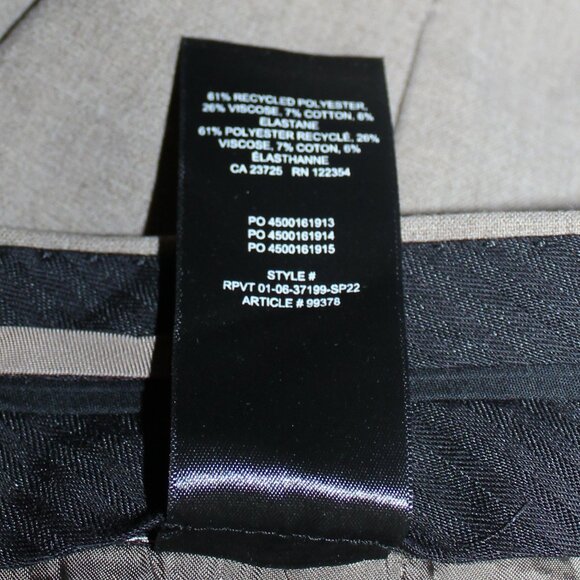 61% RECYCLED POLYESTER,
26% VISCOSE, 7% COTTON, 6%
ELASTANE
61% POLYESTER RECYCLÉ, 26%
VISCOSE, 7% COTON, 6%
ÉLASTHANNE
CA 23725 RN 122354
PO 4500161913
PO 4500161914
PO 4500161915
STYLE #
RPVT 01-06-37199-SP22
ARTICLE # 99378